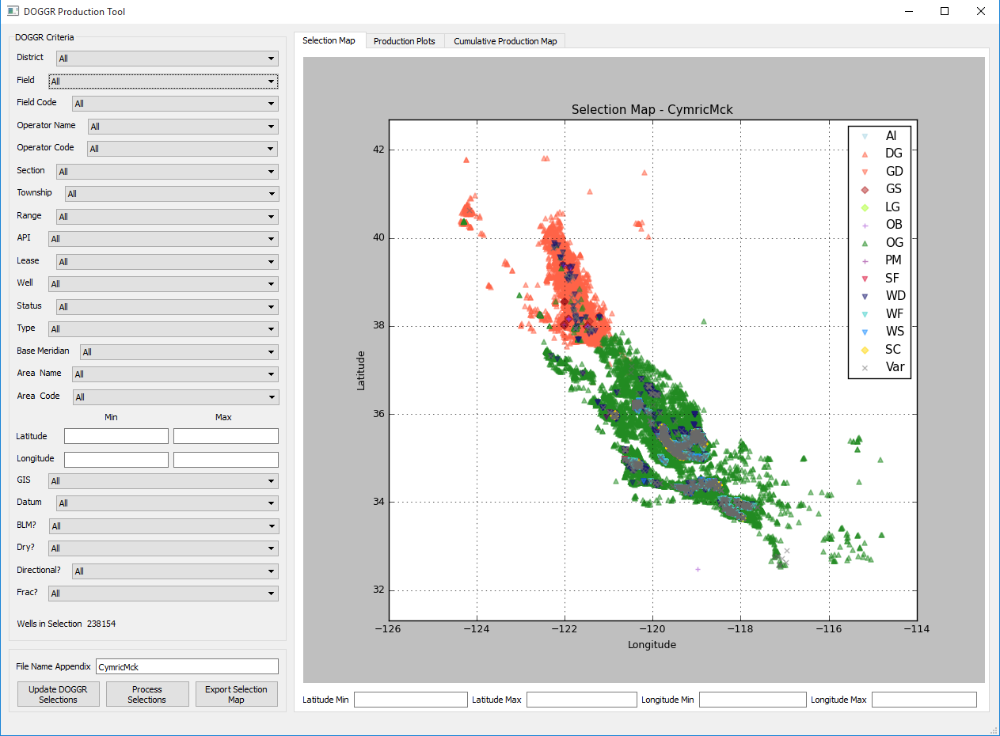 DOGGR Production Tool
DOGGR Criteria
District All
Field All
Field Code All
Operator Name All
Operator Code All
Section All
Township All
Range All
API All
Lease All
Well All
Status All
Type All
Base Meridian All
Area Name All
Area Code All
Min Max
Latitude
Longitude
GIS All
Datum All
BLM? All
Dry? All
Directional? All
Frac? All
Wells in Selection 238154
File Name Appendix CymricMck
Update DOGGR Selections
Process Selections
Export Selection Map
Selection Map Production Plots Cumulative Production Map
Selection Map - CymricMck
42
40
38
36
34
32
Latitude
−126 −124 −122 −120 −118 −116 −114
Longitude
AI
DG
GD
GS
LG
OB
OG
PM
SF
WD
WF
WS
SC
Var
Latitude Min Latitude Max Longitude Min Longitude Max